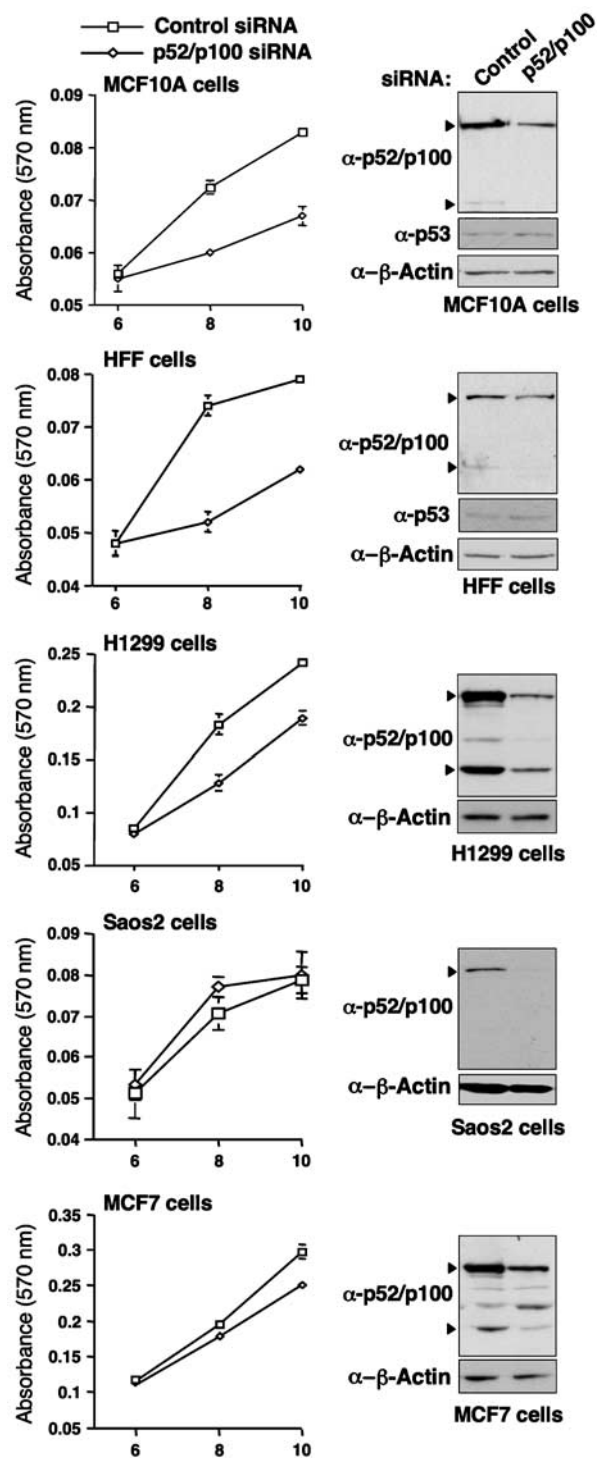 Control siRNA
p52/p100 siRNA
MCF10A cells
Absorbance (570 nm)
0.09
0.08
0.07
0.06
0.05
6 8 10
siRNA: Control p52/p100
α-p52/p100
α-p53
α–β-Actin
MCF10A cells
HFF cells
Absorbance (570 nm)
0.08
0.07
0.06
0.05
0.04
6 8 10
α-p52/p100
α-p53
α–β-Actin
HFF cells
H1299 cells
Absorbance (570 nm)
0.25
0.2
0.15
0.1
0.05
6 8 10
α-p52/p100
α–β-Actin
H1299 cells
Saos2 cells
Absorbance (570 nm)
0.09
0.08
0.07
0.06
0.05
0.04
6 8 10
α-p52/p100
α–β-Actin
Saos2 cells
MCF7 cells
Absorbance (570 nm)
0.35
0.3
0.25
0.2
0.15
0.1
0.05
6 8 10
α-p52/p100
α–β-Actin
MCF7 cells